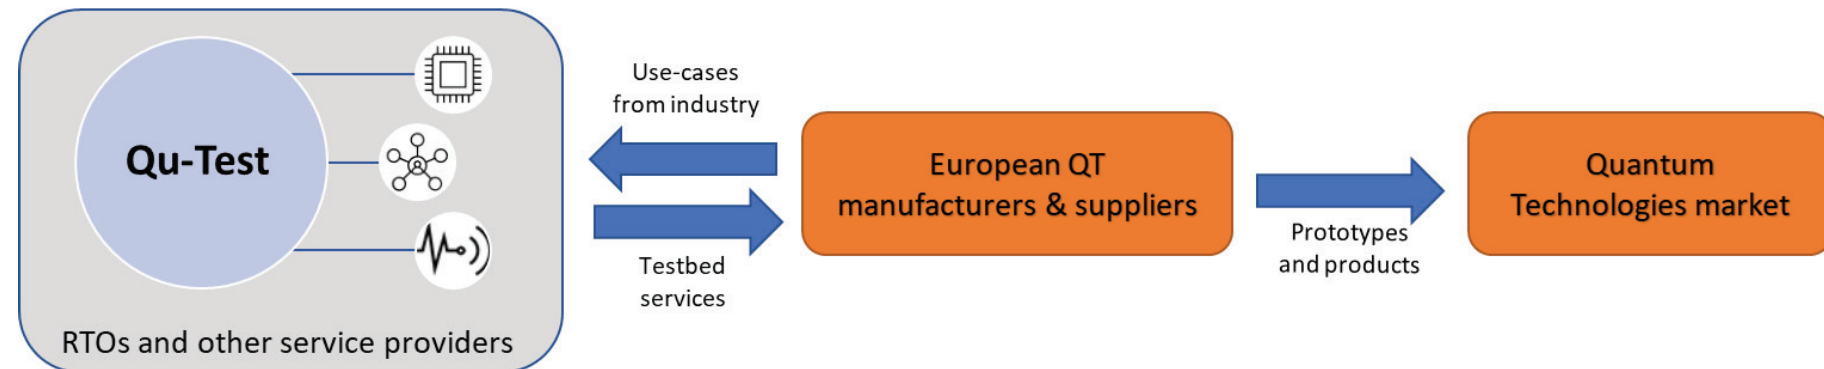 Qu-Test
RTOs and other service providers
Use-cases
from industry
Testbed
services
European QT
manufacturers & suppliers
Prototypes
and products
Quantum
Technologies market